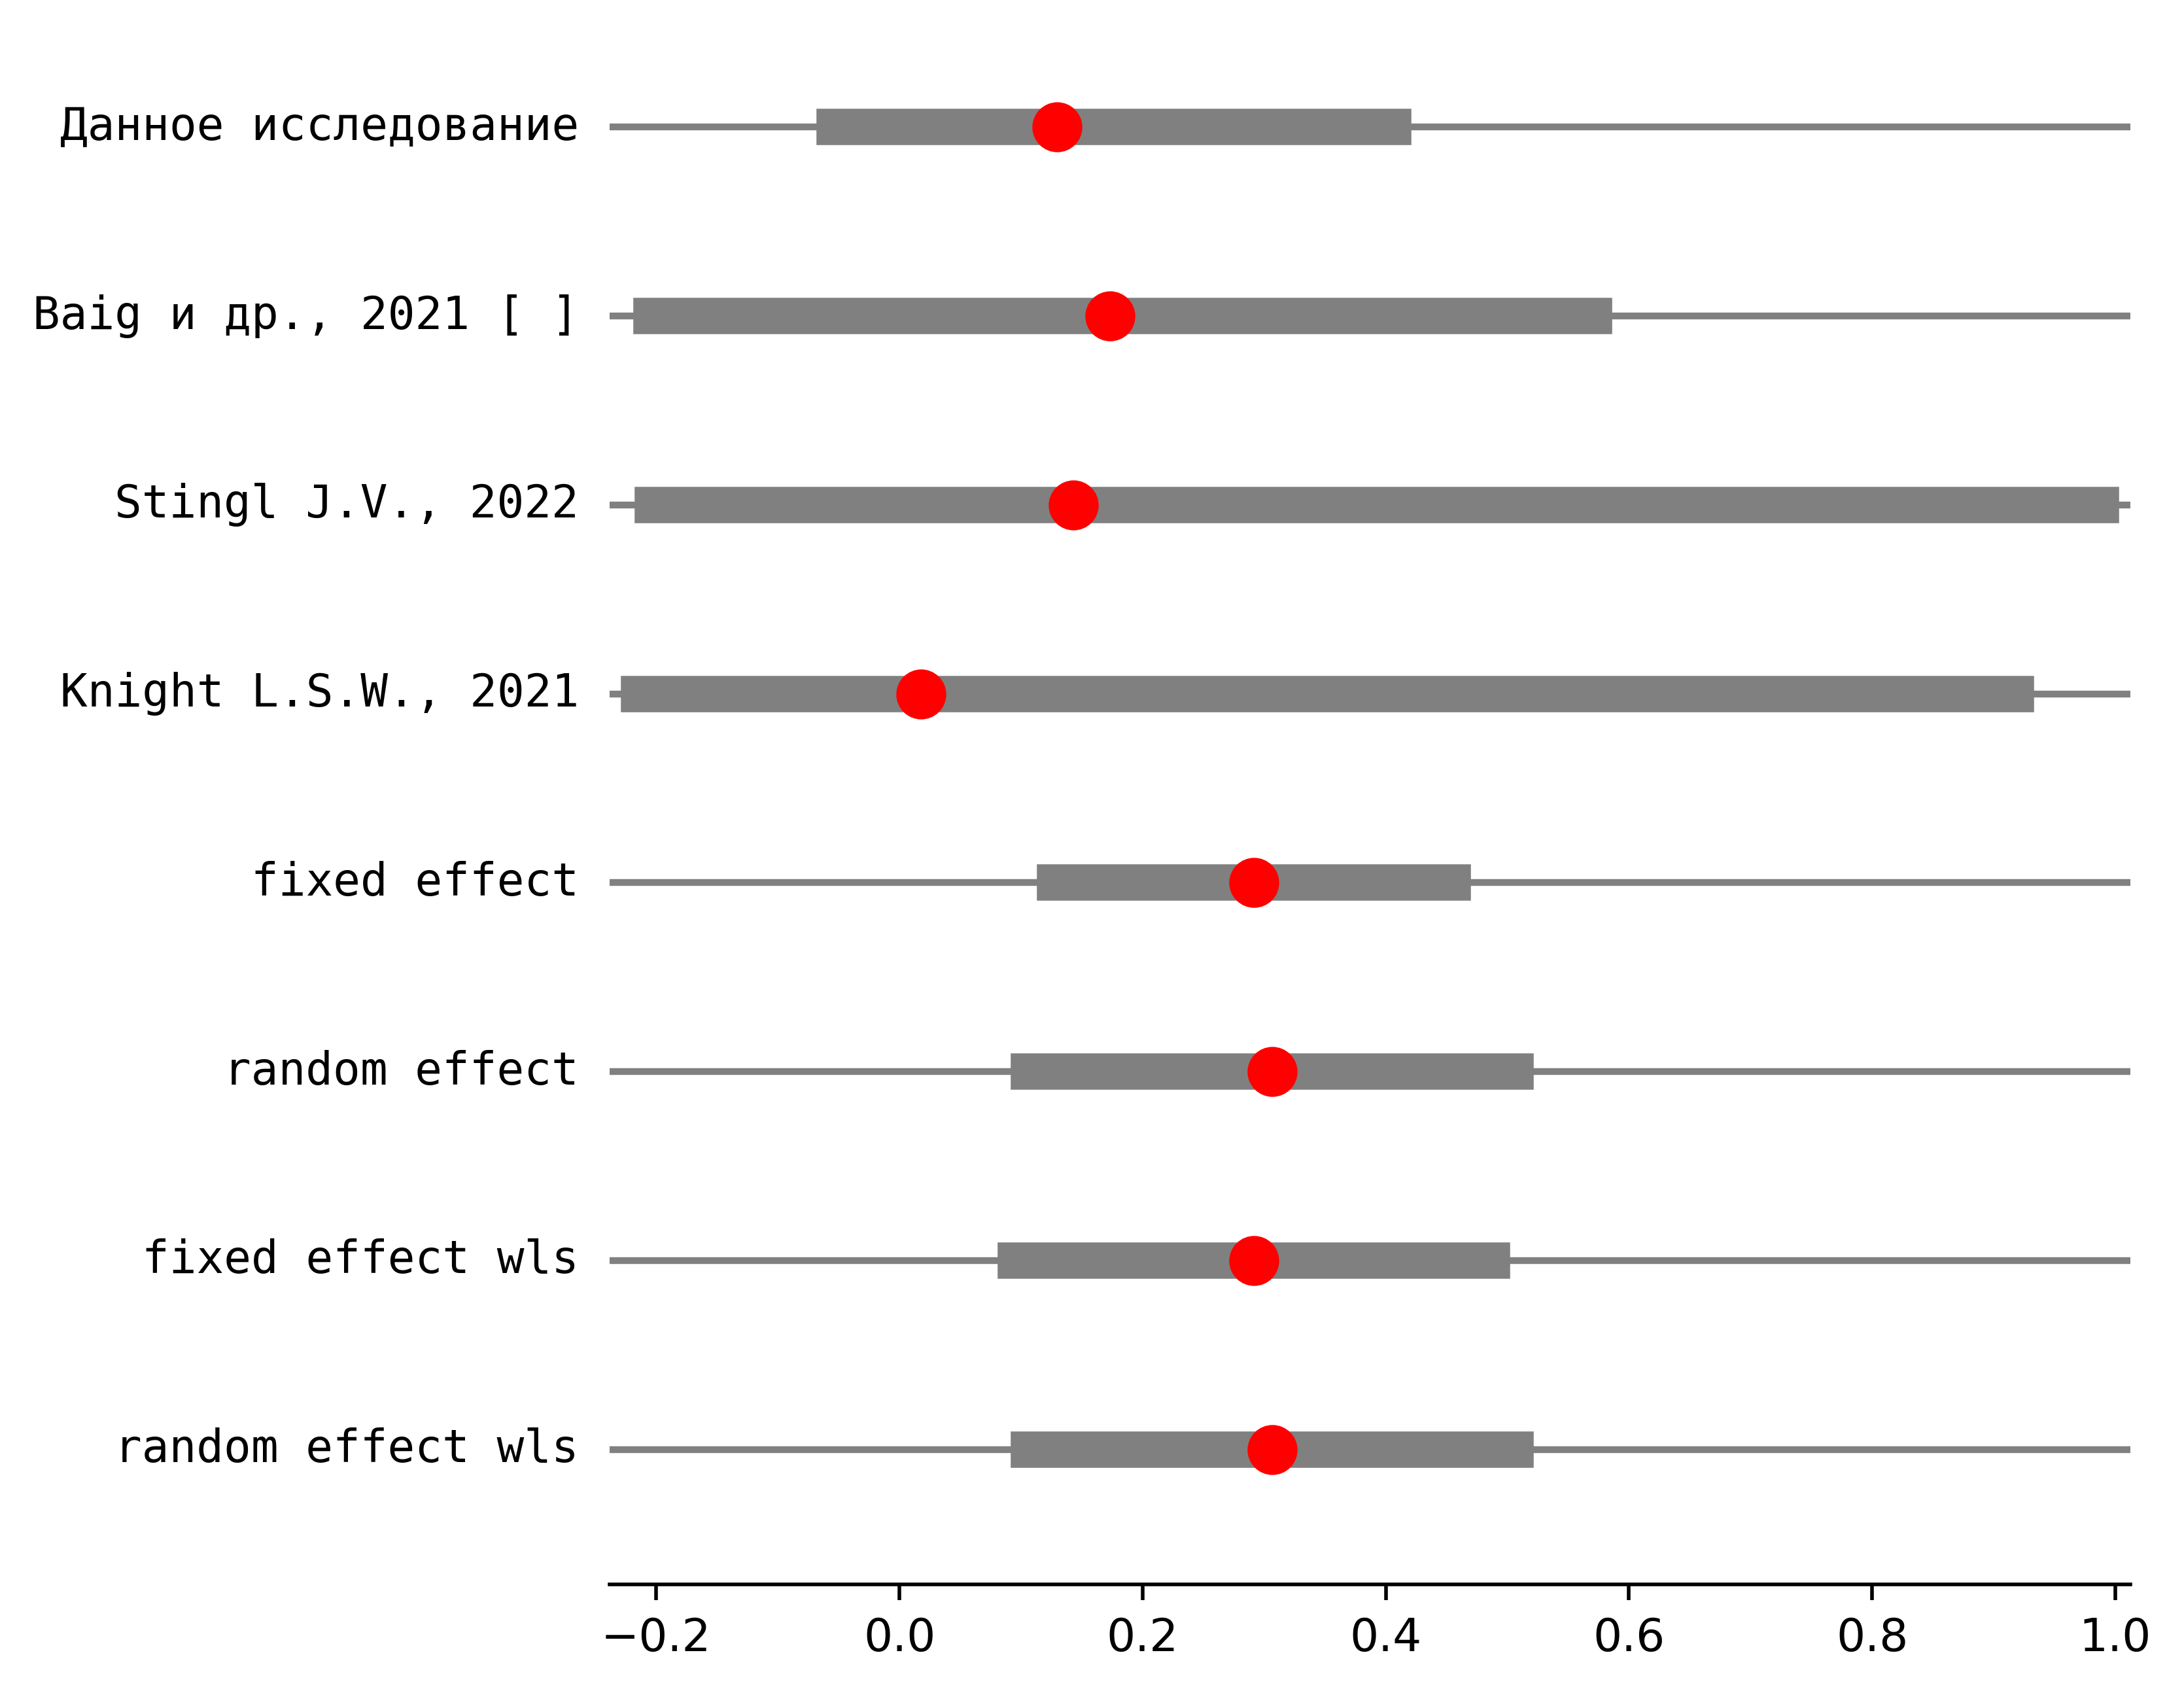 Данное исследование
Baig и др., 2021 [ ]
Stingl J.V., 2022
Knight L.S.W., 2021
fixed effect
random effect
fixed effect wls
random effect wls
−0.2 0.0 0.2 0.4 0.6 0.8 1.0